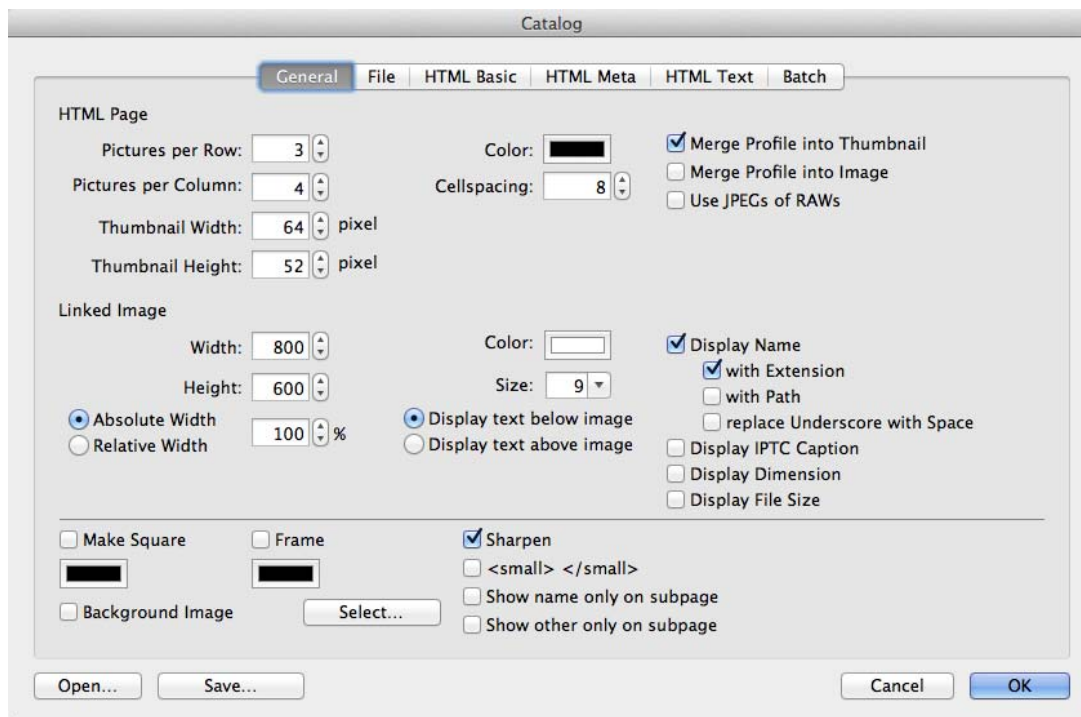 Catalog
General File HTML Basic HTML Meta HTML Text Batch
HTML Page
Pictures per Row: 3
Pictures per Column: 4
Thumbnail Width: 64 pixel
Thumbnail Height: 52 pixel
Color:
Cellspacing: 8
Merge Profile into Thumbnail
Merge Profile into Image
Use JPEGs of RAWs
Linked Image
Width: 800
Height: 600
Absolute Width
Relative Width
100 %
Color:
Size: 9
Display text below image
Display text above image
Display Name
with Extension
with Path
replace Underscore with Space
Display IPTC Caption
Display Dimension
Display File Size
Make Square
Frame
Background Image
Select...
Sharpen
<small> </small>
Show name only on subpage
Show other only on subpage
Open...
Save...
Cancel
OK